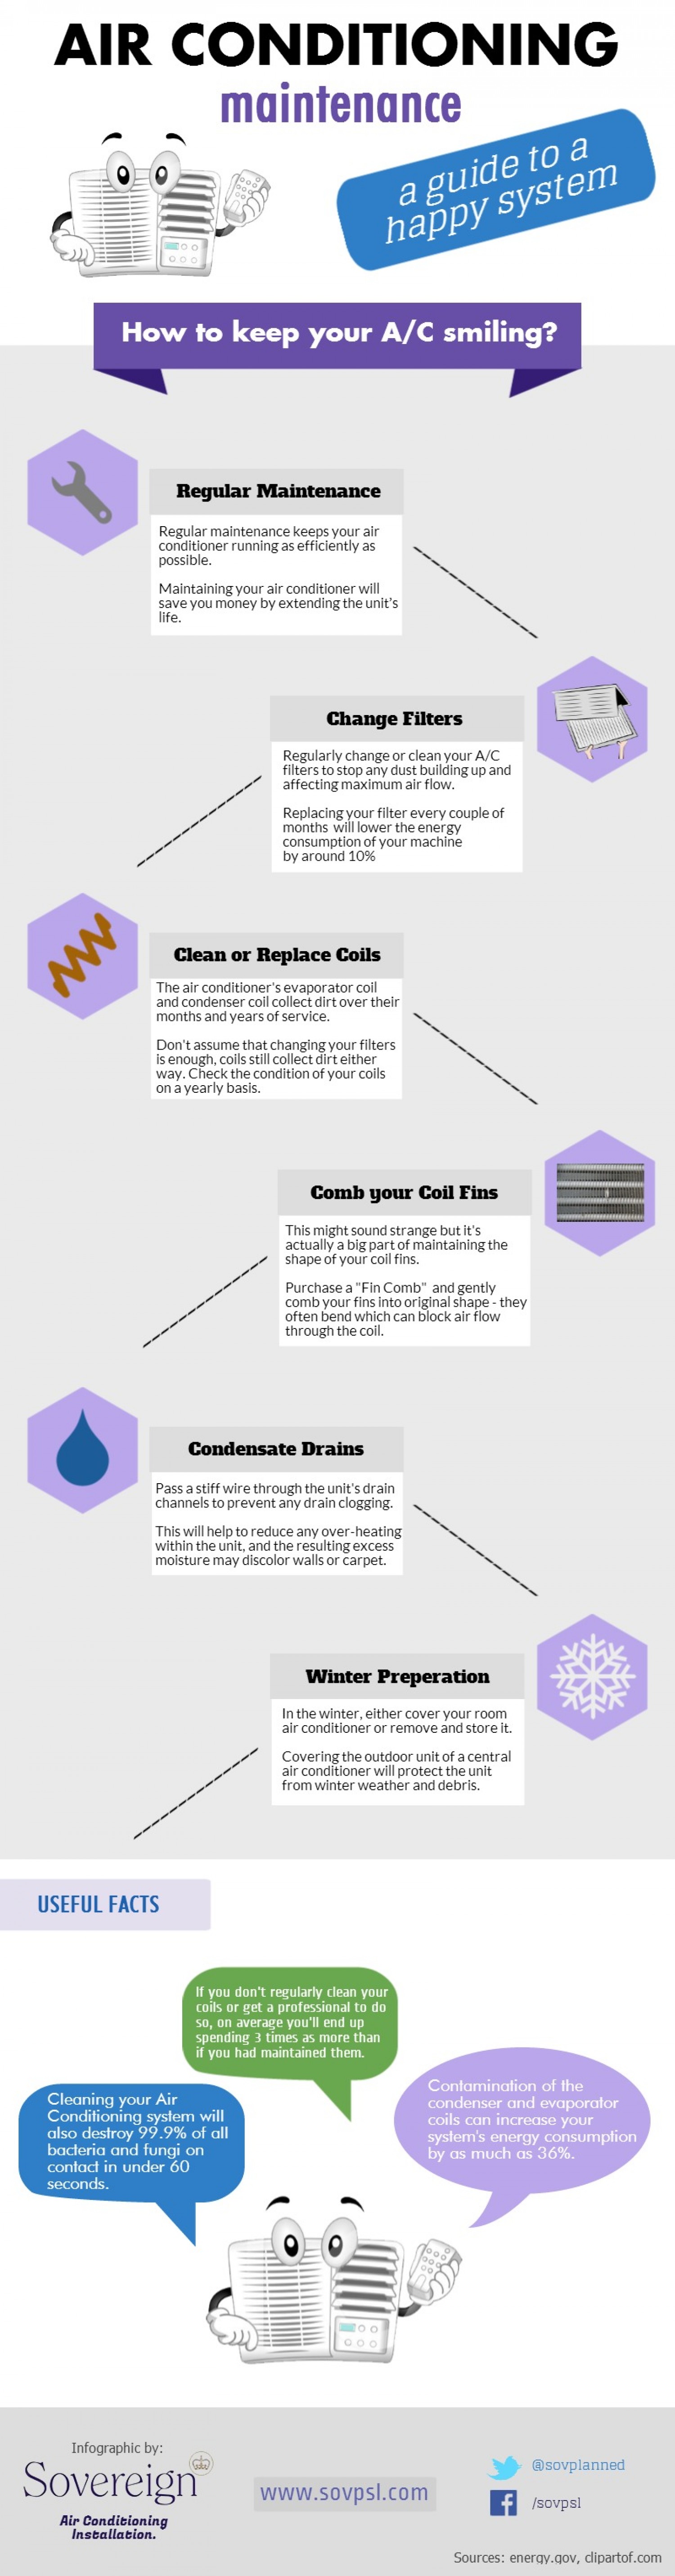 AIR CONDITIONING
maintenance
a guide to a
happy system
How to keep your A/C smiling?
Regular Maintenance
Regular maintenance keeps your air
conditioner running as efficiently as
possible.
Maintaining your air conditioner will
save you money by extending the unit's
life.
Change Filters
Regularly change or clean your A/C
filters to stop any dust building up and
affecting maximum air flow.
Replacing your filter every couple of
months will lower the energy
consumption of your machine
by around 10%
Clean or Replace Coils
The air conditioner's evaporator coil
and condenser coil collect dirt over their
months and years of service.
Don't assume that changing your filters
is enough, coils still collect dirt either
way. Check the condition of your coils
on a yearly basis.
Comb your Coil Fins
This might sound strange but it's
actually a big part of maintaining the
shape of your coil fins.
Purchase a "Fin Comb" and gently
comb your fins into original shape - they
often bend which can block air flow
through the coil.
Condensate Drains
Pass a stiff wire through the unit's drain
channels to prevent any drain clogging.
This will help to reduce any over-heating
within the unit, and the resulting excess
moisture may discolor walls or carpet.
Winter Preperation
In the winter, either cover your room
air conditioner or remove and store it.
Covering the outdoor unit of a central
air conditioner will protect the unit
from winter weather and debris.
USEFUL FACTS
If you don't regularly clean your
coils or get a professional to do
so, on average you'll end up
spending 3 times as more than
if you had maintained them.
Cleaning your Air
Conditioning system will
also destroy 99.9% of all
bacteria and fungi on
contact in under 60
seconds.
Contamination of the
condenser and evaporator
coils can increase your
system's energy consumption
by as much as 36%.
Infographic by:
Sovereign
Air Conditioning
Installation.
www.sovpsl.com
@sovplanned
/sovpsl
Sources: energy.gov, clipartof.com